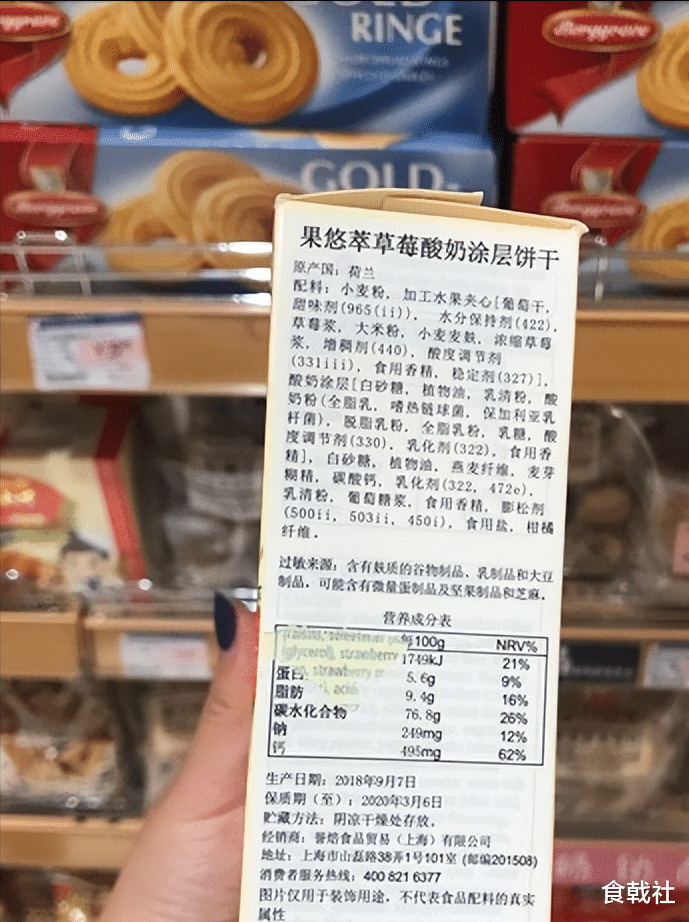 GOLD
RINGE
GOLD-
果悠萃草莓酸奶涂层饼干
原产国：荷兰
配料：小麦粉，加工水果夹心[葡萄干，
甜味剂(965(ii))， 水分保持剂(422)，
草莓浆，大米粉，小麦麦麸，浓缩草莓
浆，增稠剂(440)，酸度调节剂
(331iii)，食用香精，稳定剂(327)]，
酸奶涂层[白砂糖，植物油，乳清粉，酸
奶粉(全脂乳，嗜热链球菌，保加利亚乳
杆菌)，脱脂乳粉，全脂乳粉，乳糖，酸
度调节剂(330)，乳化剂(322)，食用香
精]，白砂糖，植物油，燕麦纤维，麦芽
糊精，碳酸钙，乳化剂(322, 472e)，
乳清粉，葡萄糖浆，食用香精，膨松剂
(500ii, 503ii, 450i)，食用盐，柑橘
纤维。
过敏来源：含有麸质的谷物制品、乳制品和大豆
制品，可能含有微量蛋制品及坚果制品和芝麻。
营养成分表
每100g NRV%
(glycerol), strawberry 1749kJ 21%
蛋白 5.6g 9%
脂肪 9.4g 16%
碳水化合物 76.8g 26%
钠 249mg 12%
钙 495mg 62%
生产日期：2018年9月7日
保质期（至）：2020年3月6日
贮藏方法：阴凉干燥处存放。
经销商：誉焙食品贸易（上海）有限公司
地址：上海市山磊路38弄1号101室 (邮编201508)
消费者服务热线：400 821 6377
图片仅用于装饰用途，不代表食品配料的真实
属性
食戟社